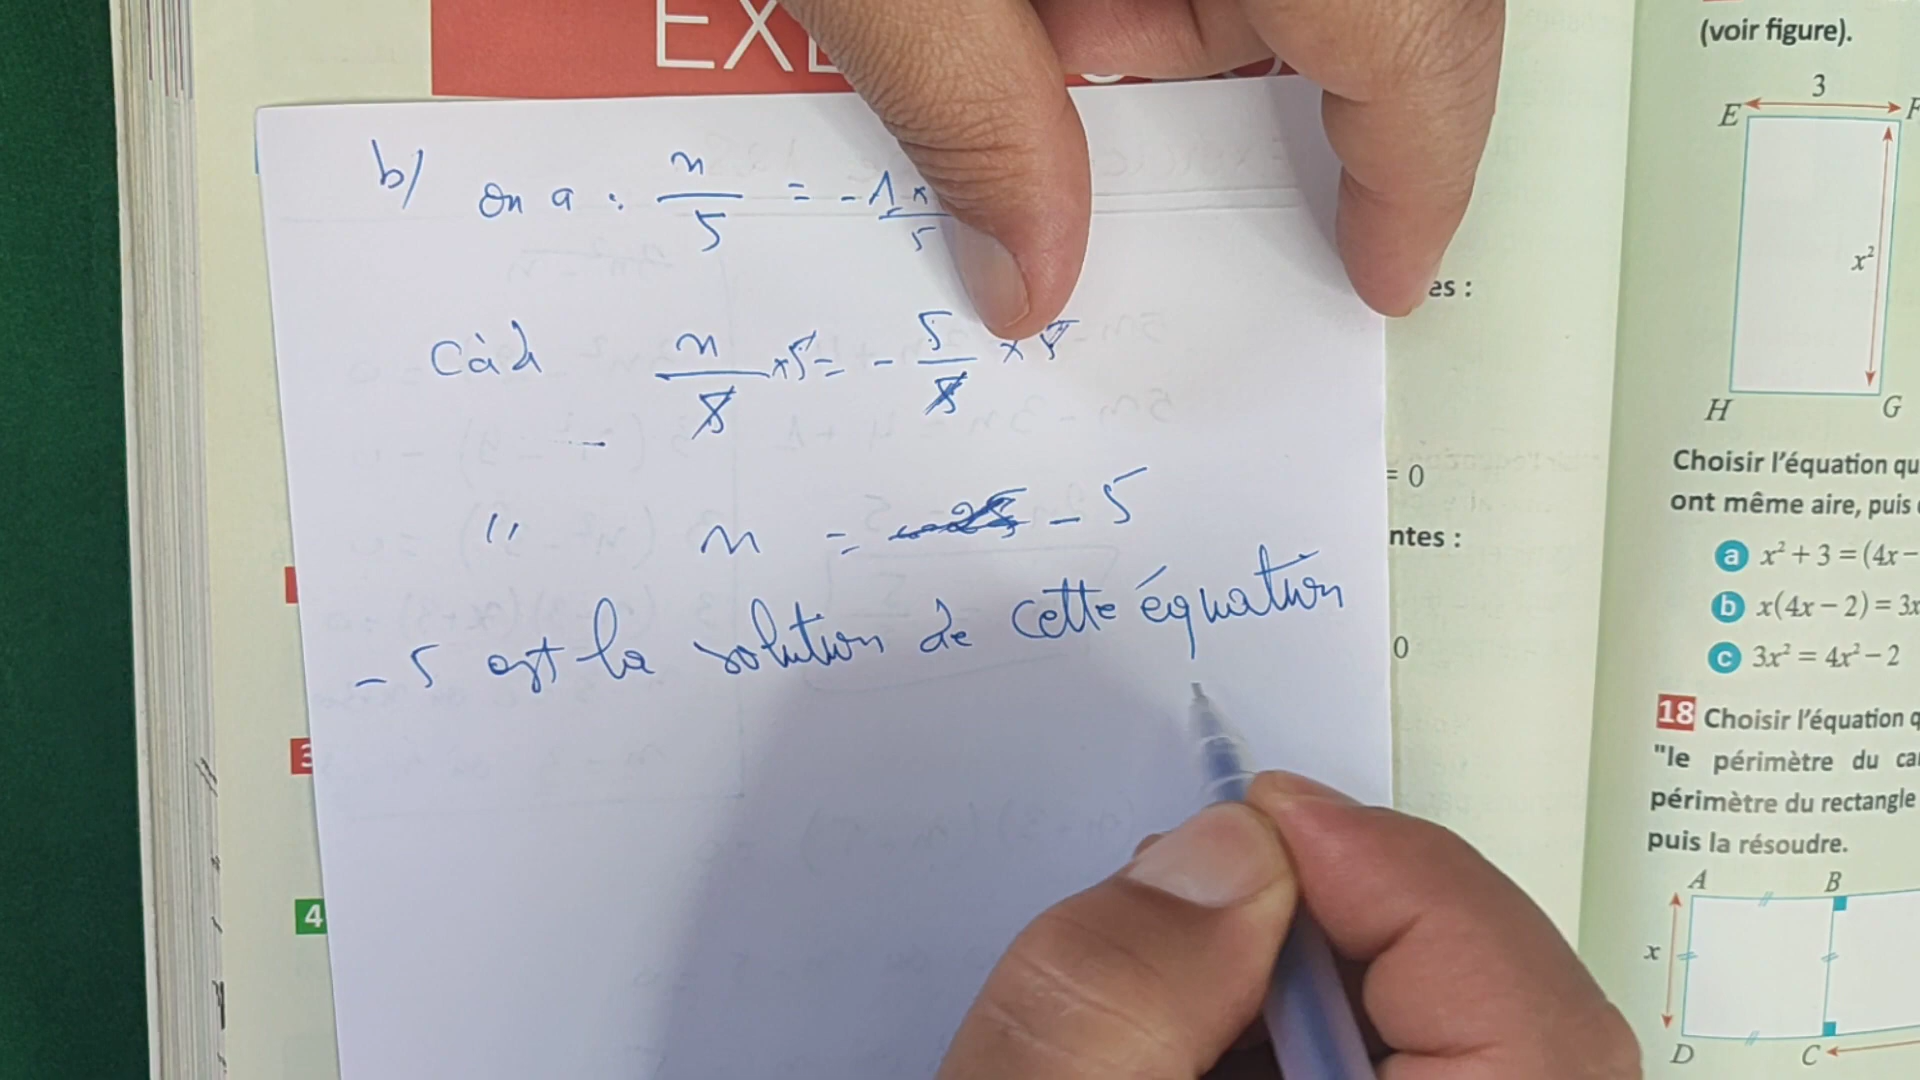 b) on a : x/5 = -1×/5
Càd x/5 ×5 = - 5/5 ×5
" x = -25 -5
-5 est la solution de cette équation
es :
= 0
ntes :
0
3
4
(voir figure).
3
E
F
x²
H
G
Choisir l'équation qu
ont même aire, puis
a x² + 3 = (4x –
b x(4x – 2) = 3x
c 3x² = 4x² – 2
18 Choisir l'équation q
"le périmètre du ca
périmètre du rectangle
puis la résoudre.
A
B
x
D
C